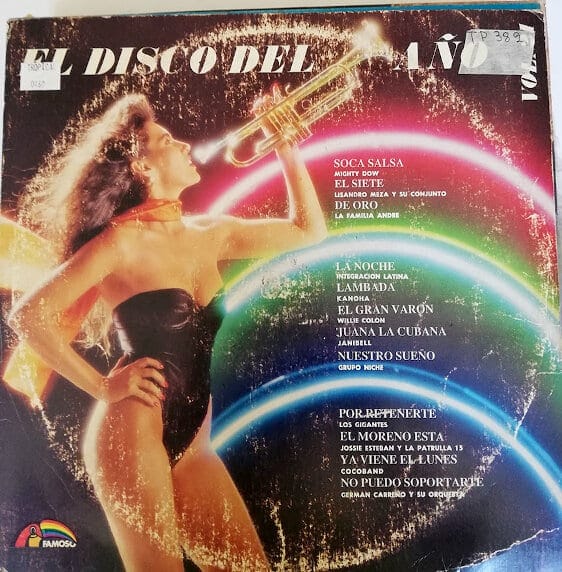 EL DISCO DEL AÑO
TROPICAL
TP 389
VOL.
SOCA SALSA
MIGHTY DOW
EL SIETE
LISANDRO MEZA Y SU CONJUNTO
DE ORO
LA FAMILIA ANDRE
LA NOCHE
INTEGRACION LATINA
LAMBADA
KANOHA
EL GRAN VARON
WILLIE COLON
JUANA LA CUBANA
JANIBELL
NUESTRO SUEÑO
GRUPO NICHE
POR RETENERTE
LOS GIGANTES
EL MORENO ESTA
JOSSIE ESTEBAN Y LA PATRULLA 15
YA VIENE EL LUNES
COCOBAND
NO PUEDO SOPORTARTE
GERMAN CARREÑO Y SU ORQUESTA
FAMOSO